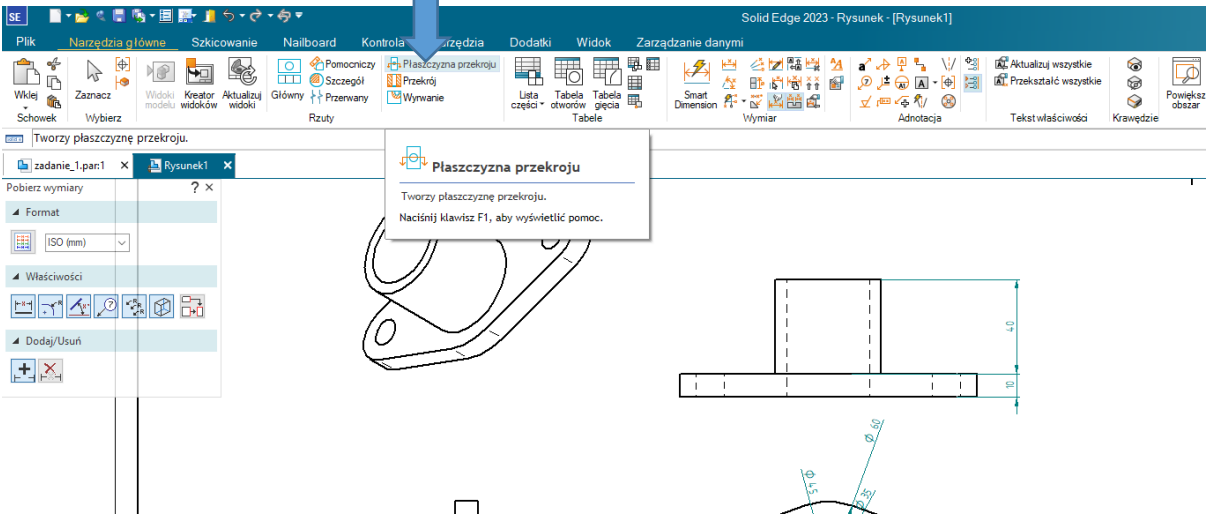 SE
Solid Edge 2023 - Rysunek - [Rysunek1]
Plik Narzędzia główne Szkicowanie Nailboard Kontrola Narzędzia Dodatki Widok Zarządzanie danymi
Wklej
Schowek
Zaznacz
Wybierz
Widoki modelu
Kreator widoków
Aktualizuj widoki
Główny
Pomocniczy
Szczegół
Przerwany
Płaszczyzna przekroju
Przekrój
Wyrwanie
Rzuty
Lista części
Tabela otworów
Tabela gięcia
Tabele
Smart Dimension
Wymiar
Adnotacja
Aktualizuj wszystkie
Przekształć wszystkie
Tekst właściwości
Krawędzie
Powiększ obszar
Tworzy płaszczyznę przekroju.
zadanie_1.par:1 × Rysunek1 ×
Pobierz wymiary ? ×
Format
ISO (mm)
Właściwości
Dodaj/Usuń
Płaszczyzna przekroju
Tworzy płaszczyznę przekroju.
Naciśnij klawisz F1, aby wyświetlić pomoc.
40
10
φ 60
φ 45
φ 35